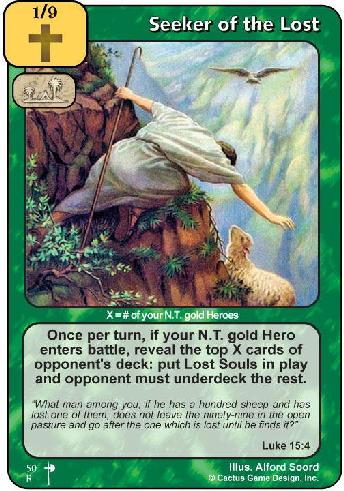 1/9
Seeker of the Lost
X = # of your N.T. gold Heroes
Once per turn, if your N.T. gold Hero
enters battle, reveal the top X cards of
opponent's deck: put Lost Souls in play
and opponent must underdeck the rest.
"What man among you, if he has a hundred sheep and has
lost one of them, does not leave the ninety-nine in the open
pasture and go after the one which is lost until he finds it?"
Luke 15:4
50
R
Illus. Alford Soord
© Cactus Game Design, Inc.